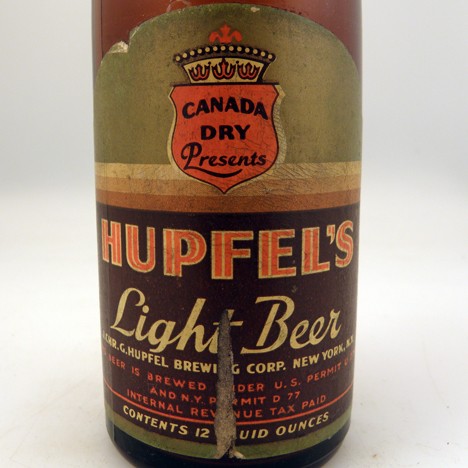 CANADA
DRY
Presents
HUPFEL'S
Light Beer
CHR. G. HUPFEL BREWING CORP. NEW YORK, N.Y.
BEER IS BREWED UNDER U.S. PERMIT
AND N.Y. PERMIT D 77
INTERNAL REVENUE TAX PAID
CONTENTS 12 FLUID OUNCES